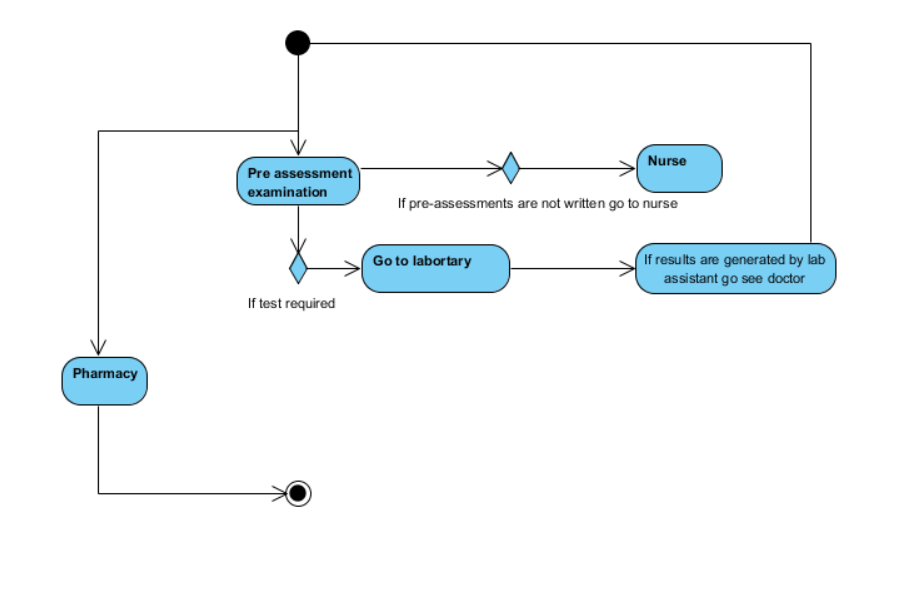 Pre assessment
examination
Nurse
If pre-assessments are not written go to nurse
Go to labortary
If results are generated by lab
assistant go see doctor
If test required
Pharmacy